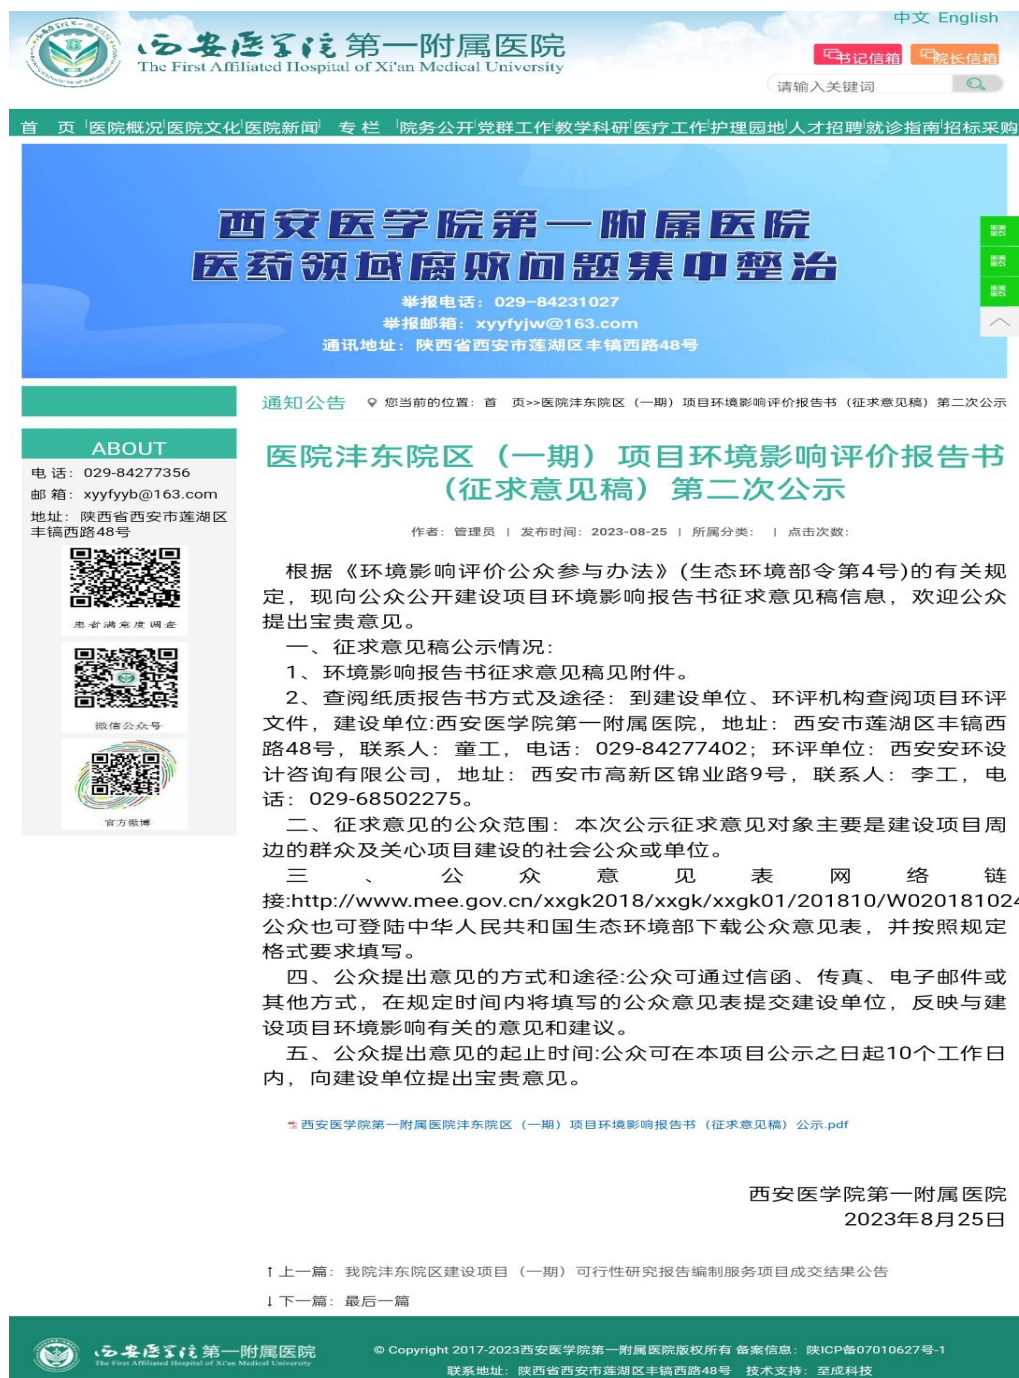 中文 English
西安医学院第一附属医院
The First Affiliated Hospital of Xi'an Medical University
书记信箱 院长信箱
请输入关键词
首 页 医院概况 医院文化 医院新闻 专 栏 院务公开 党群工作 教学科研 医疗工作 护理园地 人才招聘 就诊指南 招标采购
西安医学院第一附属医院
医药领域腐败问题集中整治
举报电话：029-84231027
举报邮箱：xyyfyjw@163.com
通讯地址：陕西省西安市莲湖区丰镐西路48号
通知公告 您当前的位置：首 页>>医院沣东院区（一期）项目环境影响评价报告书（征求意见稿）第二次公示
ABOUT
电 话：029-84277356
邮 箱：xyyfyyb@163.com
地址：陕西省西安市莲湖区
丰镐西路48号
患者满意度调查
微信公众号
官方微博
医院沣东院区（一期）项目环境影响评价报告书
（征求意见稿）第二次公示
作者：管理员 | 发布时间：2023-08-25 | 所属分类： | 点击次数：
根据《环境影响评价公众参与办法》(生态环境部令第4号)的有关规
定，现向公众公开建设项目环境影响报告书征求意见稿信息，欢迎公众
提出宝贵意见。
一、征求意见稿公示情况：
1、环境影响报告书征求意见稿见附件。
2、查阅纸质报告书方式及途径：到建设单位、环评机构查阅项目环评
文件，建设单位:西安医学院第一附属医院，地址：西安市莲湖区丰镐西
路48号，联系人：童工，电话：029-84277402；环评单位：西安安环设
计咨询有限公司，地址：西安市高新区锦业路9号，联系人：李工，电
话：029-68502275。
二、征求意见的公众范围：本次公示征求意见对象主要是建设项目周
边的群众及关心项目建设的社会公众或单位。
三、公众意见表网络链
接:http://www.mee.gov.cn/xxgk2018/xxgk/xxgk01/201810/W020181024
公众也可登陆中华人民共和国生态环境部下载公众意见表，并按照规定
格式要求填写。
四、公众提出意见的方式和途径:公众可通过信函、传真、电子邮件或
其他方式，在规定时间内将填写的公众意见表提交建设单位，反映与建
设项目环境影响有关的意见和建议。
五、公众提出意见的起止时间:公众可在本项目公示之日起10个工作日
内，向建设单位提出宝贵意见。
西安医学院第一附属医院沣东院区（一期）项目环境影响报告书（征求意见稿）公示.pdf
西安医学院第一附属医院
2023年8月25日
↑上一篇：我院沣东院区建设项目（一期）可行性研究报告编制服务项目成交结果公告
↓下一篇：最后一篇
西安医学院第一附属医院
The First Affiliated Hospital of Xi'an Medical University
© Copyright 2017-2023西安医学院第一附属医院版权所有 备案信息：陕ICP备07010627号-1
联系地址：陕西省西安市莲湖区丰镐西路48号 技术支持：至成科技